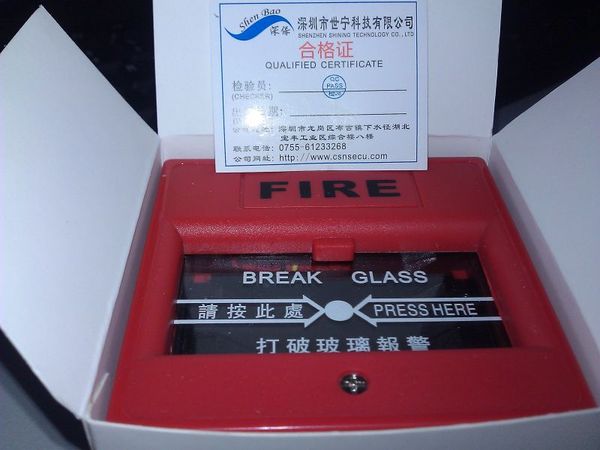 Shen Bao
深保
深圳市世宁科技有限公司
SHENZHEN SHINING TECHNOLOGY CO.,LTD
合格证
QUALIFIED CERTIFICATE
检验员:
(CHECKER)
QC
PASS
期:
深圳市龙岗区布吉镇下水径湖北
宝丰工业区综合楼八楼
联系电话: 0755-61233268
公司网址: http://www.csnsecu.com
FIRE
BREAK GLASS
請按此處 PRESS HERE
打破玻璃報警